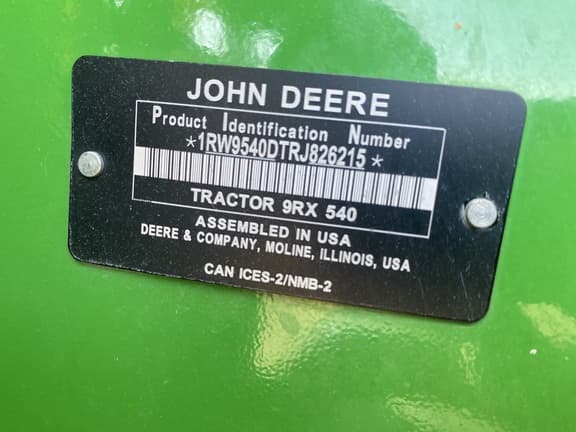 JOHN DEERE
Product Identification Number
*1RW9540DTRJ826215*
TRACTOR 9RX 540
ASSEMBLED IN USA
DEERE & COMPANY, MOLINE, ILLINOIS, USA
CAN ICES-2/NMB-2